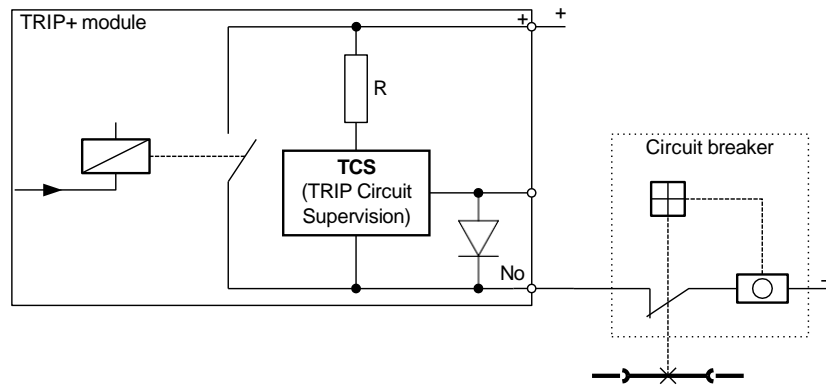 TRIP+ module
+
+
R
TCS
(TRIP Circuit
Supervision)
Circuit breaker
No
-